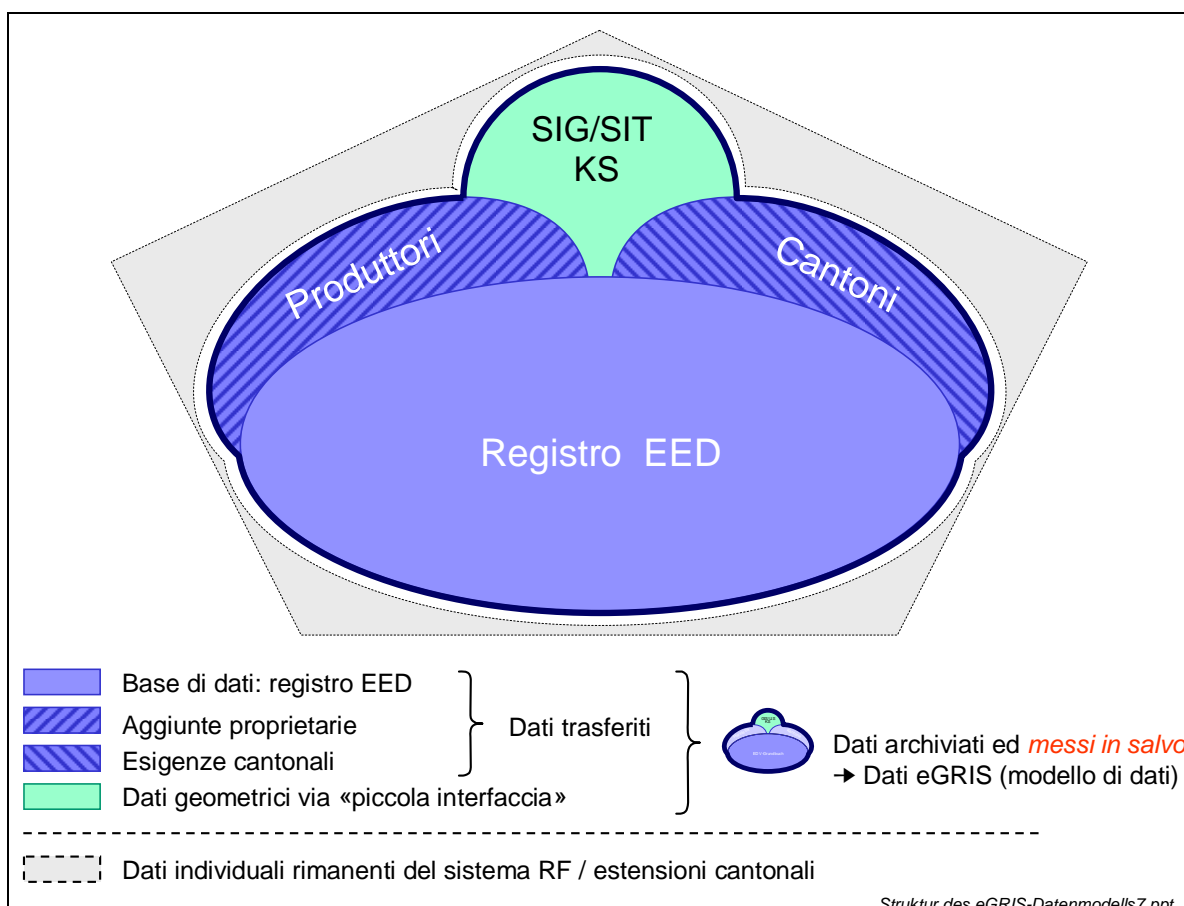 SIG/SIT
KS
Produttori
Cantoni
Registro EED
Base di dati: registro EED
Aggiunte proprietarie
Esigenze cantonali
Dati geometrici via «piccola interfaccia»
Dati trasferiti
Dati archiviati ed messi in salvo
→ Dati eGRIS (modello di dati)
Dati individuali rimanenti del sistema RF / estensioni cantonali
Struktur des eGRIS-Datenmodells7.ppt